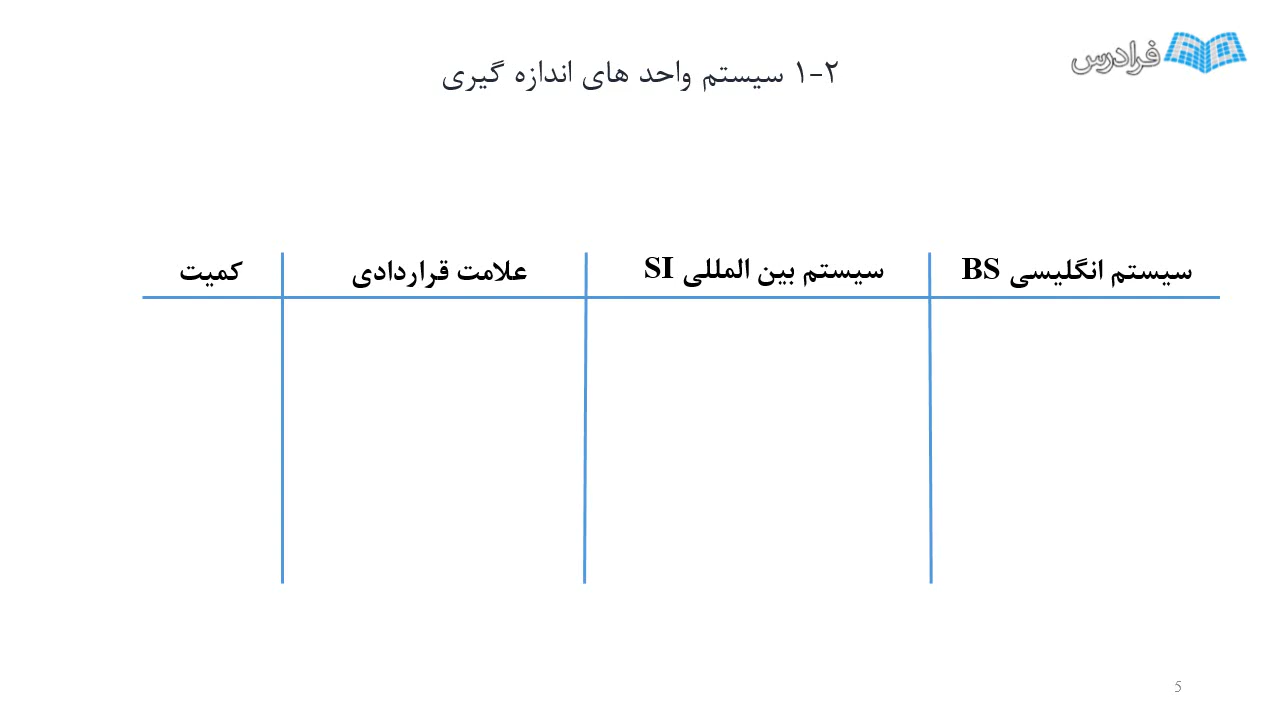 فرادرس
۱-۲ سیستم واحد های اندازه گیری
سیستم انگلیسی BS
سیستم بین المللی SI
علامت قراردادی
کمیت
5